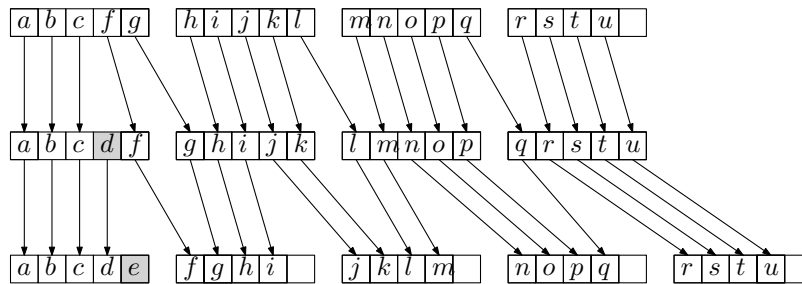 a b c f g h i j k l m n o p q r s t u
a b c d f g h i j k l m n o p q r s t u
a b c d e f g h i j k l m n o p q r s t u